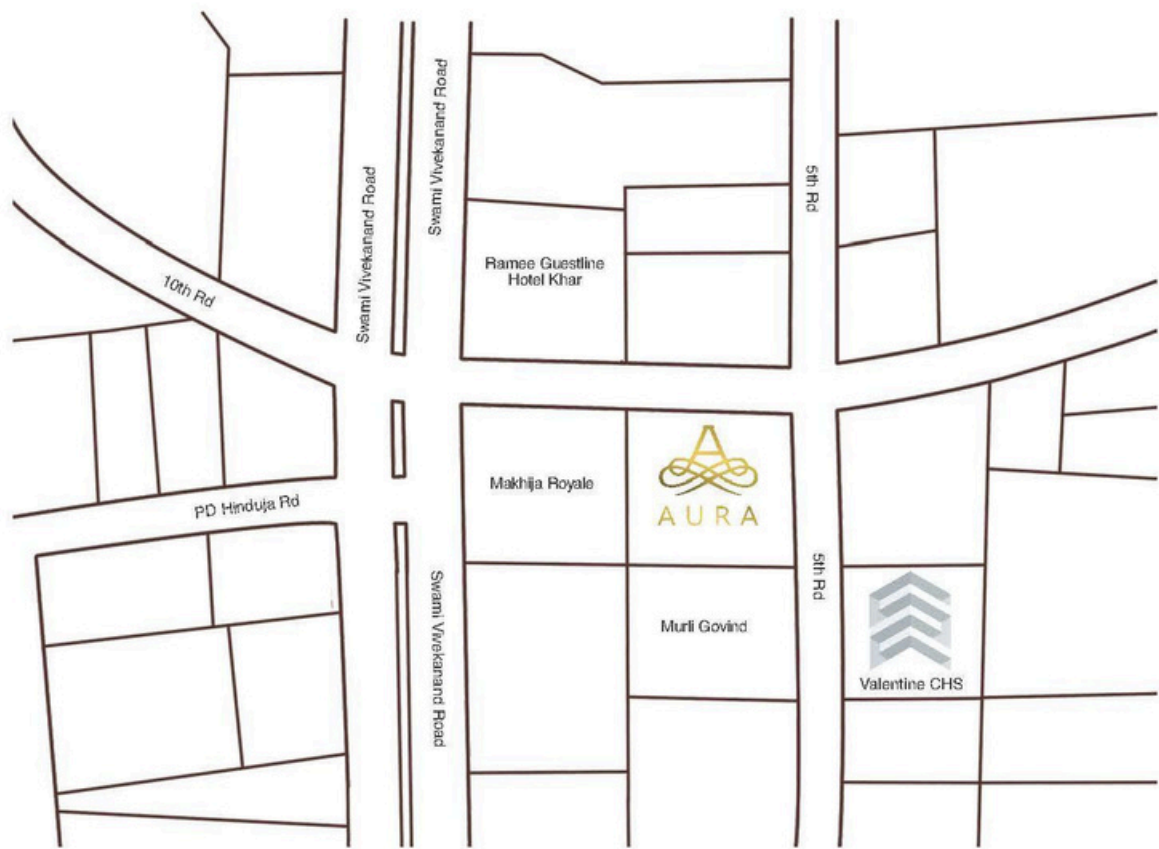 Swami Vivekanand Road
Swami Vivekanand Road
5th Rd
10th Rd
Ramee Guestline
Hotel Khar
PD Hinduja Rd
Makhija Royale
A
AURA
Swami Vivekanand Road
5th Rd
Murli Govind
Valentine CHS